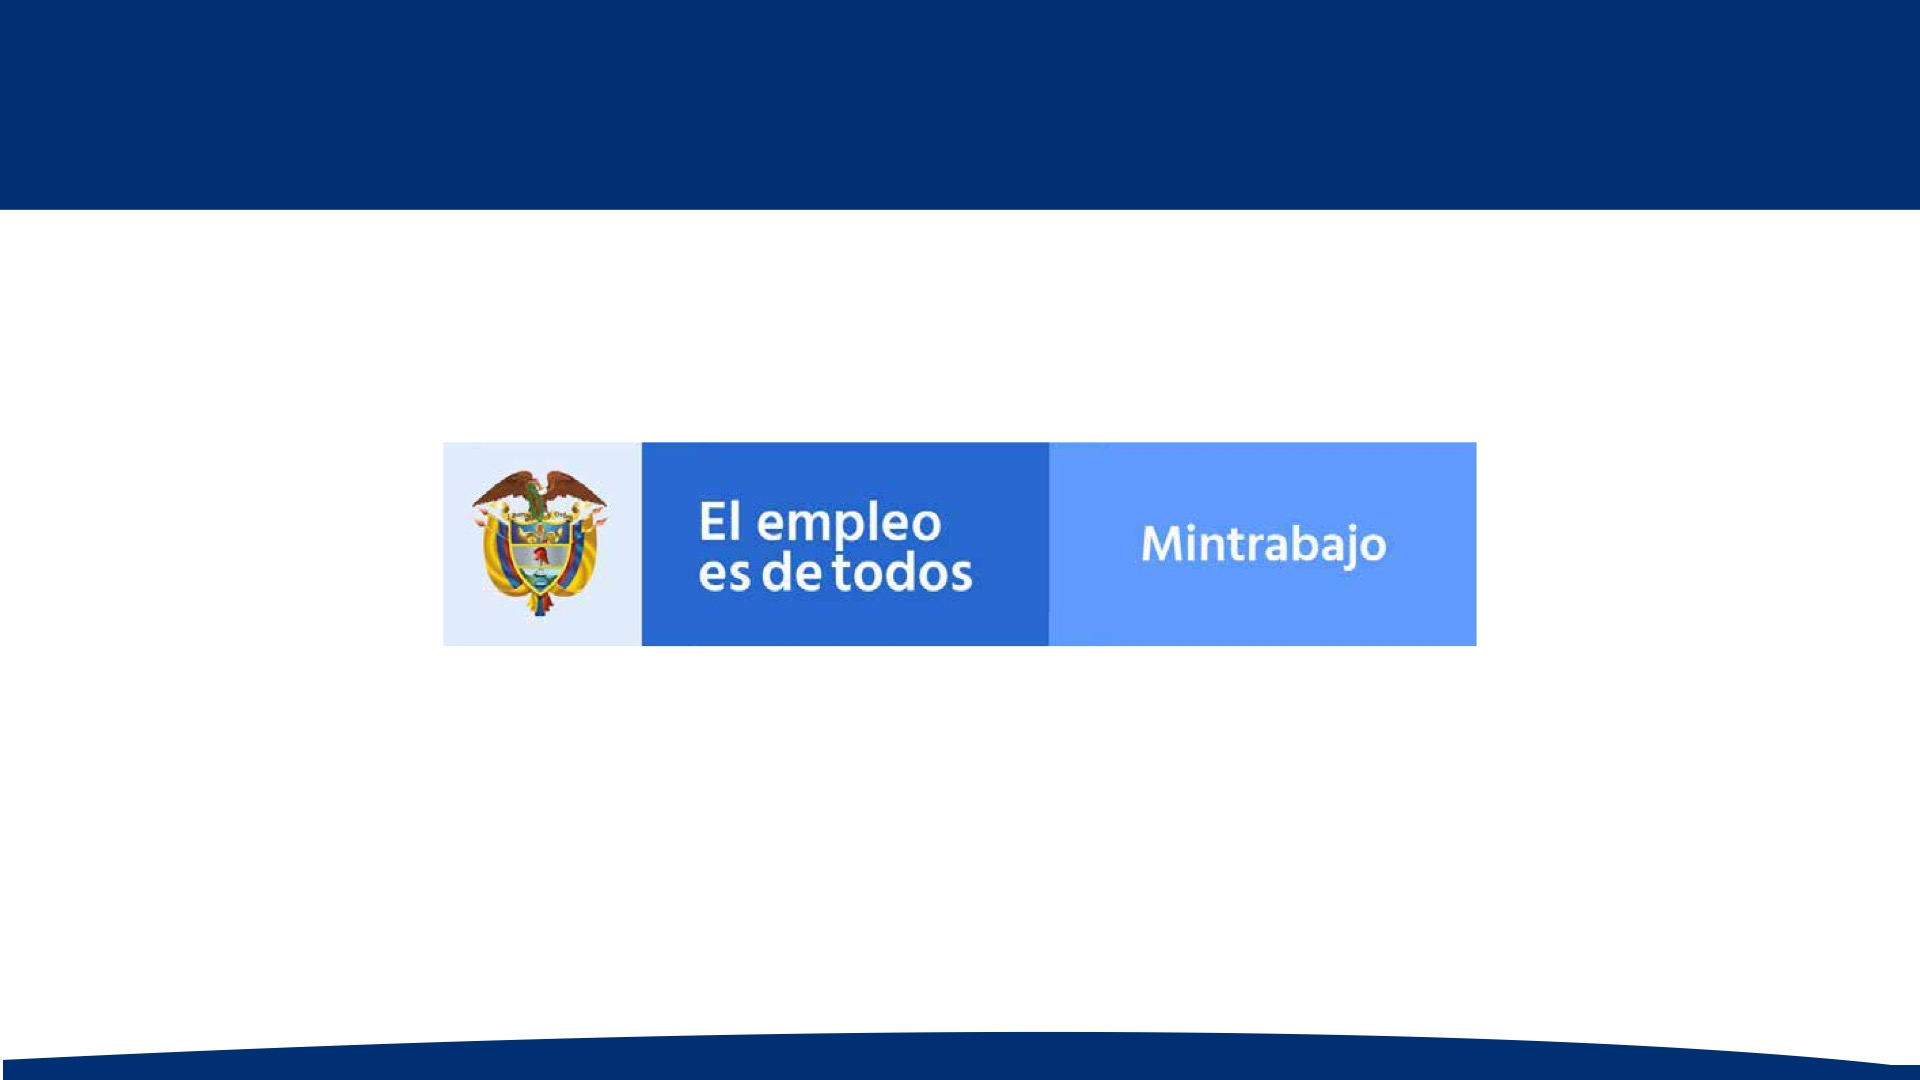 El empleo
es de todos
Mintrabajo